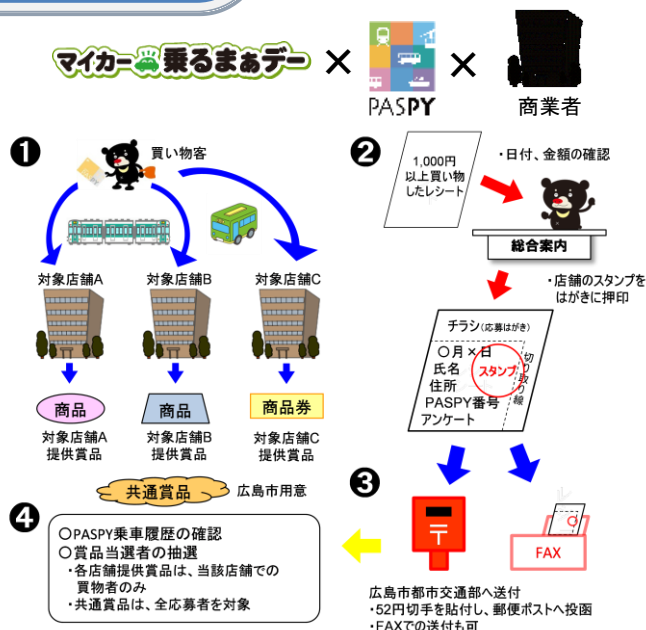 マイカー乗るまぁデー × PASPY × 商業者
❶
買い物客
対象店舗A 対象店舗B 対象店舗C
商品 商品 商品券
対象店舗A 対象店舗B 対象店舗C
提供賞品 提供賞品 提供賞品
共通賞品 広島市用意
❷
1,000円
以上買い物
したレシート
・日付、金額の確認
総合案内
・店舗のスタンプを
はがきに押印
チラシ(応募はがき)
〇月×日
氏名
住所
PASPY番号
アンケート
スタンプ
切り取り線
❸
〒
FAX
広島市都市交通部へ送付
・52円切手を貼付し、郵便ポストへ投函
・FAXでの送付も可
❹
〇PASPY乗車履歴の確認
〇賞品当選者の抽選
・各店舗提供賞品は、当該店舗での
買物者のみ
・共通賞品は、全応募者を対象